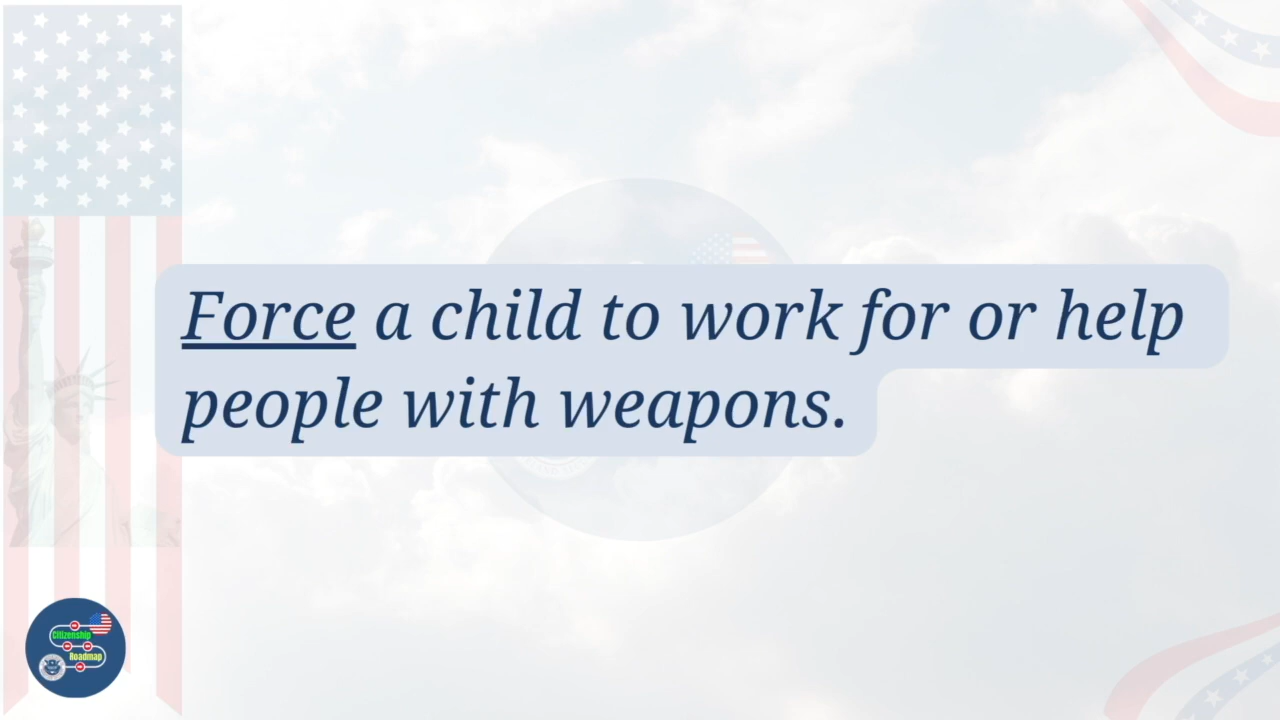 Force a child to work for or help
people with weapons.
Citizenship
Roadmap